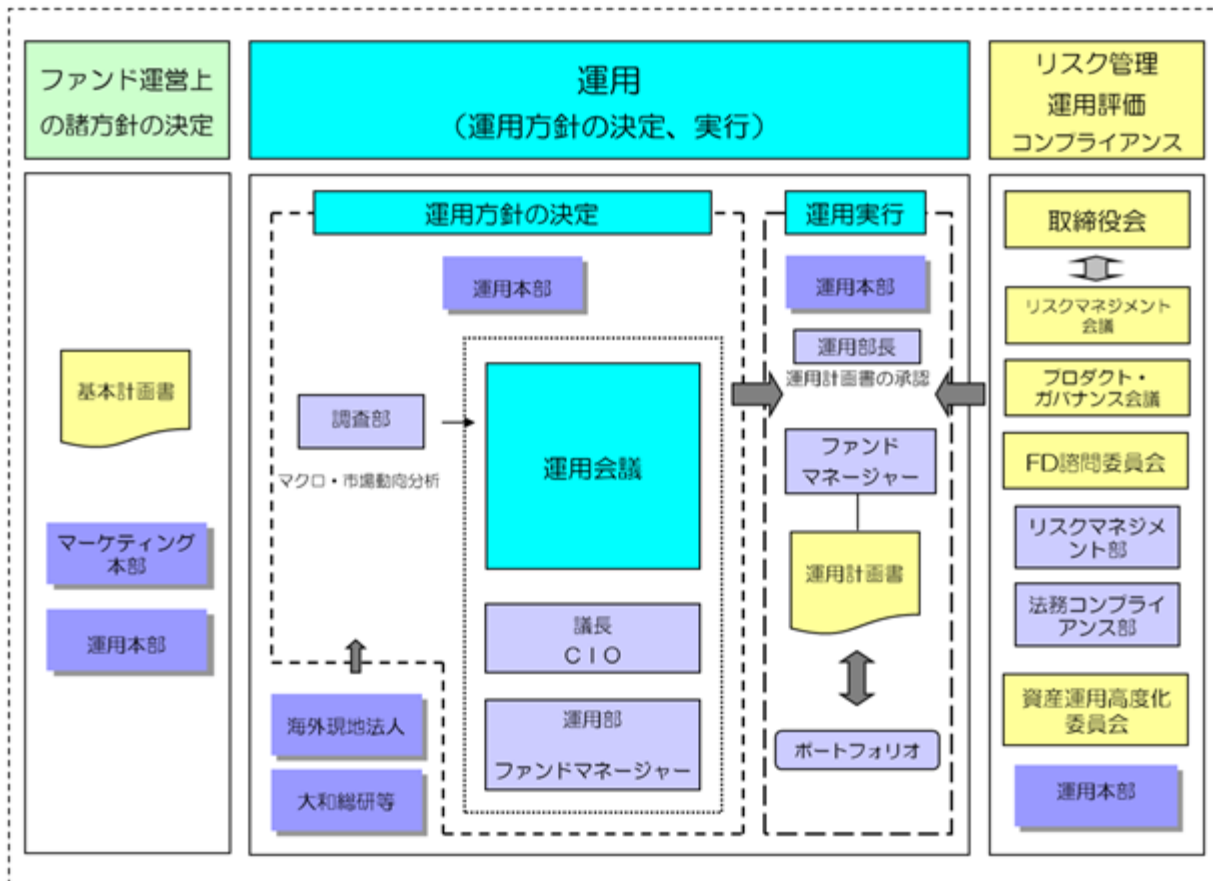 ファンド運営上
の諸方針の決定
運用
（運用方針の決定、実行）
リスク管理
運用評価
コンプライアンス
基本計画書
マーケティング
本部
運用本部
運用方針の決定
運用本部
調査部
マクロ・市場動向分析
運用会議
議長
ＣＩＯ
運用部
ファンドマネージャー
海外現地法人
大和総研等
運用実行
運用本部
運用部長
運用計画書の承認
ファンド
マネージャー
運用計画書
ポートフォリオ
取締役会
リスクマネジメント
会議
プロダクト・
ガバナンス会議
FD諮問委員会
リスクマネジメ
ント部
法務コンプライ
アンス部
資産運用高度化
委員会
運用本部